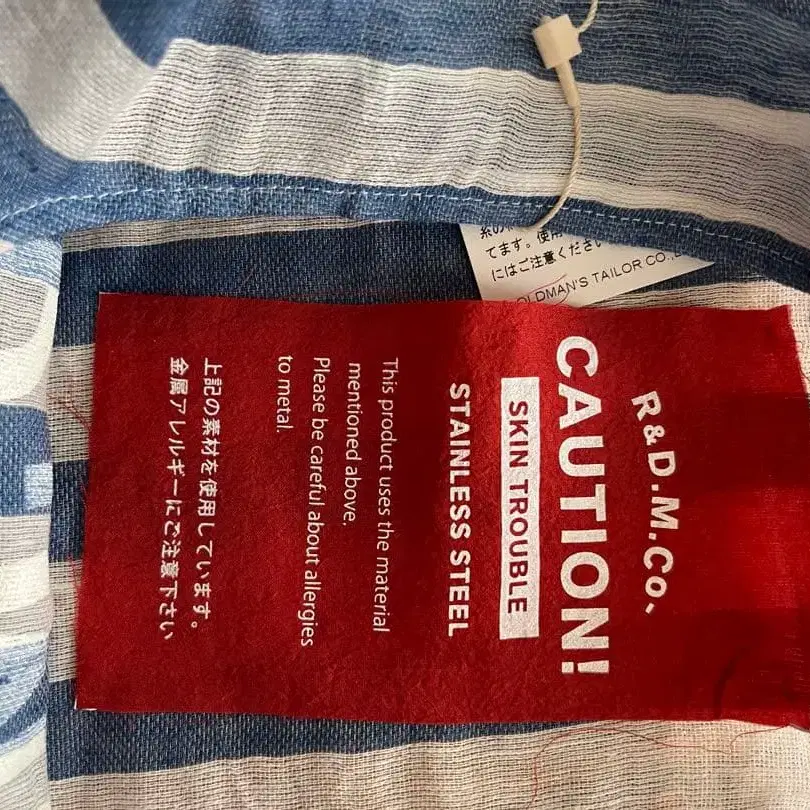 R&D.M.Co、
CAUTION!
SKIN TROUBLE
STAINLESS STEEL
This product uses the material
mentioned above.
Please be careful about allergies
to metal.
上記の素材を使用しています。
金属アレルギーにご注意下さい
てます。使用
にはご注意ください
OLDMAN'S TAILOR CO.,